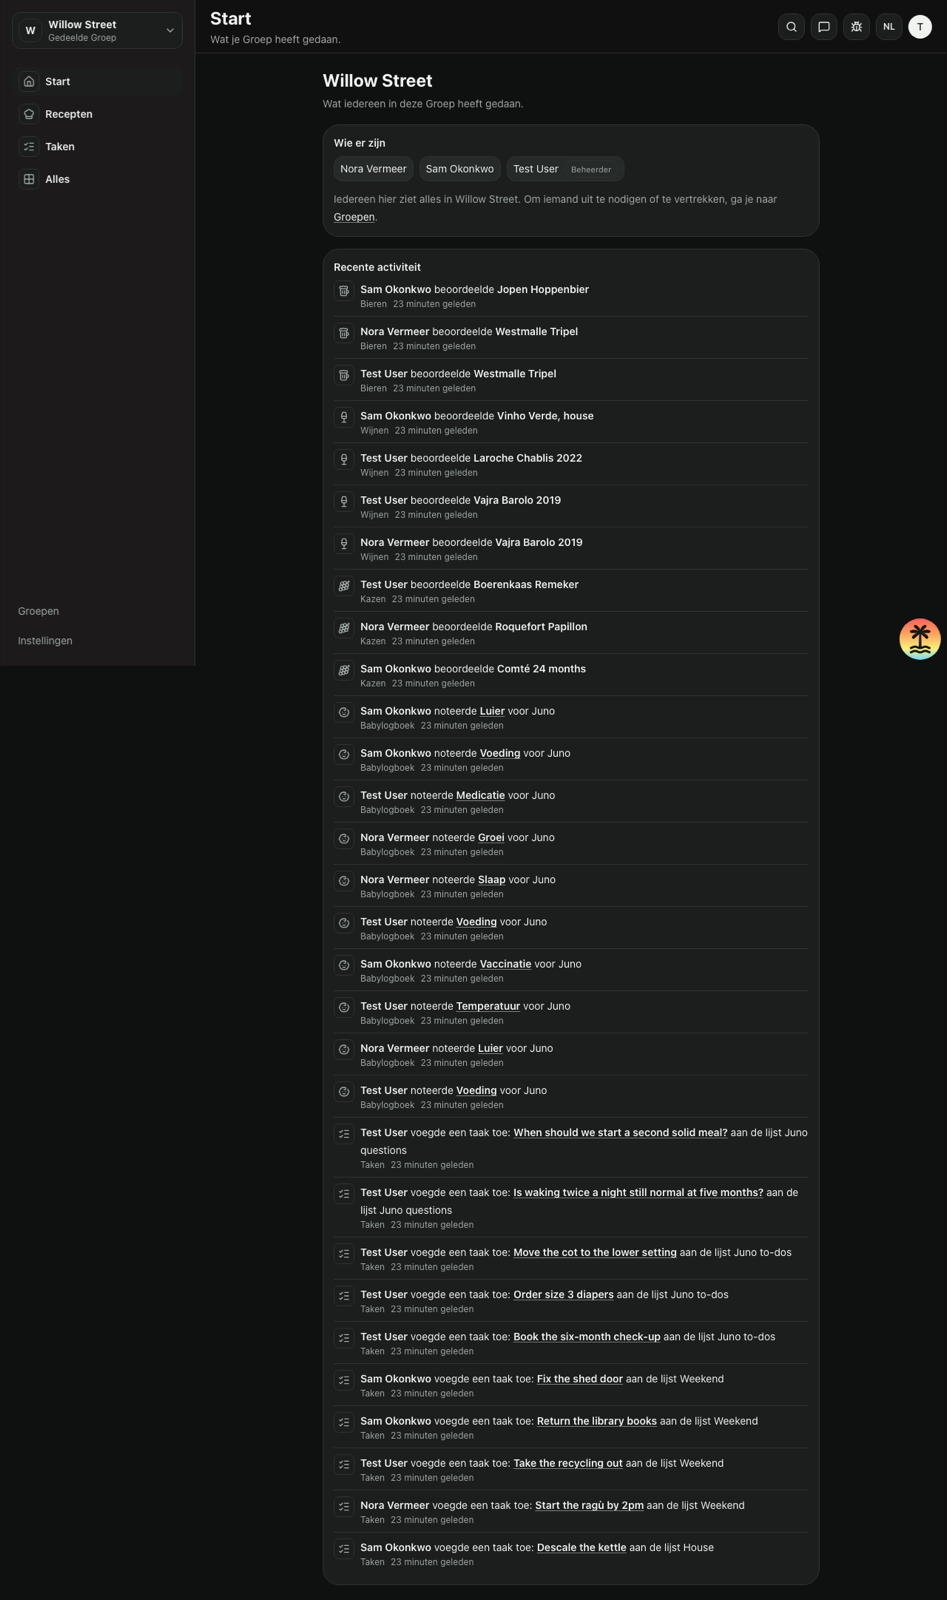 W
Willow Street
Gedeelde Groep
Start
Recepten
Taken
Alles
Groepen
Instellingen
Start
Wat je Groep heeft gedaan.
NL
T
Willow Street
Wat iedereen in deze Groep heeft gedaan.
Wie er zijn
Nora Vermeer
Sam Okonkwo
Test User Beheerder
Iedereen hier ziet alles in Willow Street. Om iemand uit te nodigen of te vertrekken, ga je naar
Groepen.
Recente activiteit
Sam Okonkwo beoordeelde Jopen Hoppenbier
Bieren 23 minuten geleden
Nora Vermeer beoordeelde Westmalle Tripel
Bieren 23 minuten geleden
Test User beoordeelde Westmalle Tripel
Bieren 23 minuten geleden
Sam Okonkwo beoordeelde Vinho Verde, house
Wijnen 23 minuten geleden
Test User beoordeelde Laroche Chablis 2022
Wijnen 23 minuten geleden
Test User beoordeelde Vajra Barolo 2019
Wijnen 23 minuten geleden
Nora Vermeer beoordeelde Vajra Barolo 2019
Wijnen 23 minuten geleden
Test User beoordeelde Boerenkaas Remeker
Kazen 23 minuten geleden
Nora Vermeer beoordeelde Roquefort Papillon
Kazen 23 minuten geleden
Sam Okonkwo beoordeelde Comté 24 months
Kazen 23 minuten geleden
Sam Okonkwo noteerde Luier voor Juno
Babylogboek 23 minuten geleden
Sam Okonkwo noteerde Voeding voor Juno
Babylogboek 23 minuten geleden
Test User noteerde Medicatie voor Juno
Babylogboek 23 minuten geleden
Nora Vermeer noteerde Groei voor Juno
Babylogboek 23 minuten geleden
Nora Vermeer noteerde Slaap voor Juno
Babylogboek 23 minuten geleden
Test User noteerde Voeding voor Juno
Babylogboek 23 minuten geleden
Sam Okonkwo noteerde Vaccinatie voor Juno
Babylogboek 23 minuten geleden
Test User noteerde Temperatuur voor Juno
Babylogboek 23 minuten geleden
Nora Vermeer noteerde Luier voor Juno
Babylogboek 23 minuten geleden
Test User noteerde Voeding voor Juno
Babylogboek 23 minuten geleden
Test User voegde een taak toe: When should we start a second solid meal? aan de lijst Juno
questions
Taken 23 minuten geleden
Test User voegde een taak toe: Is waking twice a night still normal at five months? aan de
lijst Juno questions
Taken 23 minuten geleden
Test User voegde een taak toe: Move the cot to the lower setting aan de lijst Juno to-dos
Taken 23 minuten geleden
Test User voegde een taak toe: Order size 3 diapers aan de lijst Juno to-dos
Taken 23 minuten geleden
Test User voegde een taak toe: Book the six-month check-up aan de lijst Juno to-dos
Taken 23 minuten geleden
Sam Okonkwo voegde een taak toe: Fix the shed door aan de lijst Weekend
Taken 23 minuten geleden
Sam Okonkwo voegde een taak toe: Return the library books aan de lijst Weekend
Taken 23 minuten geleden
Test User voegde een taak toe: Take the recycling out aan de lijst Weekend
Taken 23 minuten geleden
Nora Vermeer voegde een taak toe: Start the ragù by 2pm aan de lijst Weekend
Taken 23 minuten geleden
Sam Okonkwo voegde een taak toe: Descale the kettle aan de lijst House
Taken 23 minuten geleden